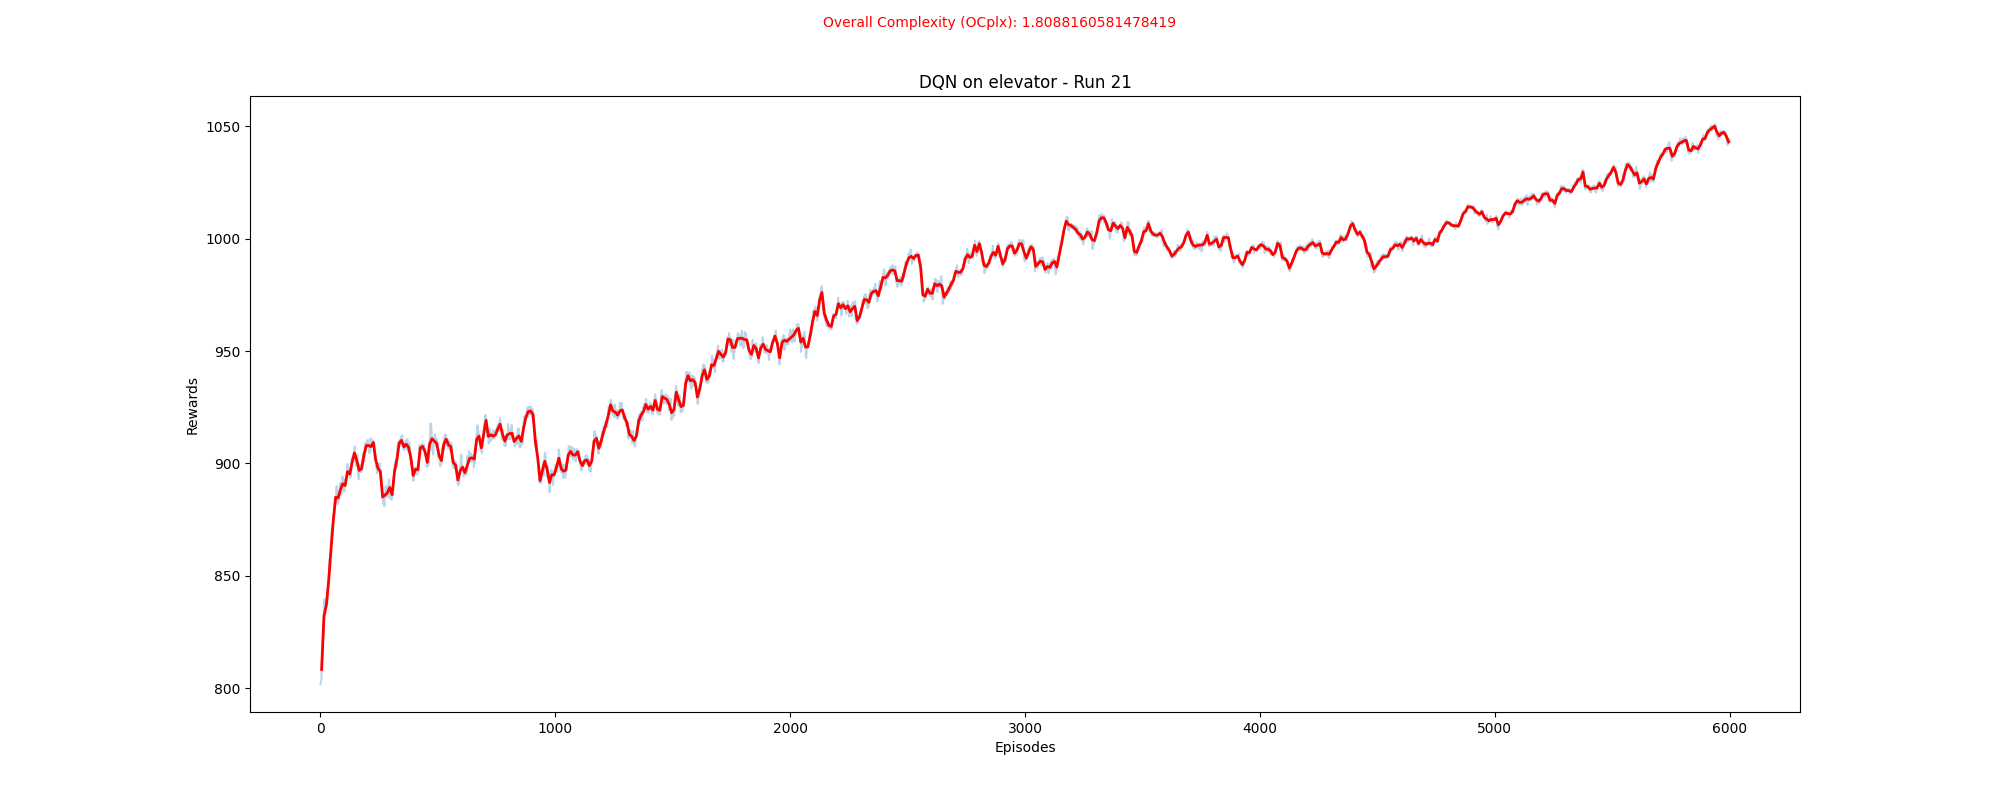 Overall Complexity (OCplx): 1.8088160581478419
DQN on elevator - Run 21
1050
1000
950
900
850
800
Rewards
0 1000 2000 3000 4000 5000 6000
Episodes